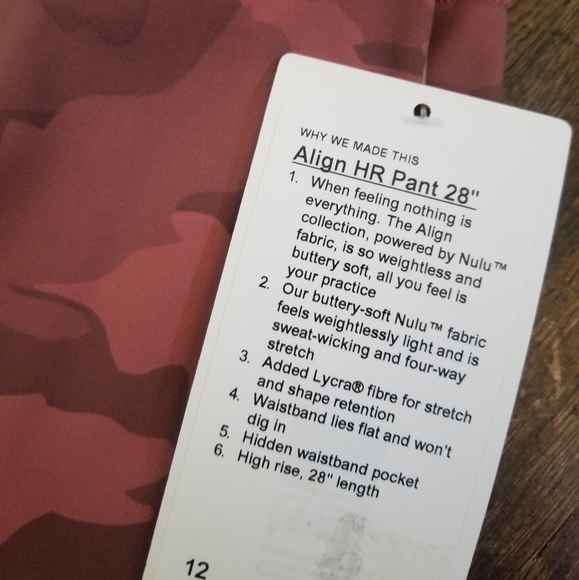 WHY WE MADE THIS
Align HR Pant 28"
1. When feeling nothing is
everything. The Align
collection, powered by Nulu™
fabric, is so weightless and
buttery soft, all you feel is
your practice
2. Our buttery-soft Nulu™ fabric
feels weightlessly light and is
sweat-wicking and four-way
stretch
3. Added Lycra® fibre for stretch
and shape retention
4. Waistband lies flat and won't
dig in
5. Hidden waistband pocket
6. High rise, 28" length
12